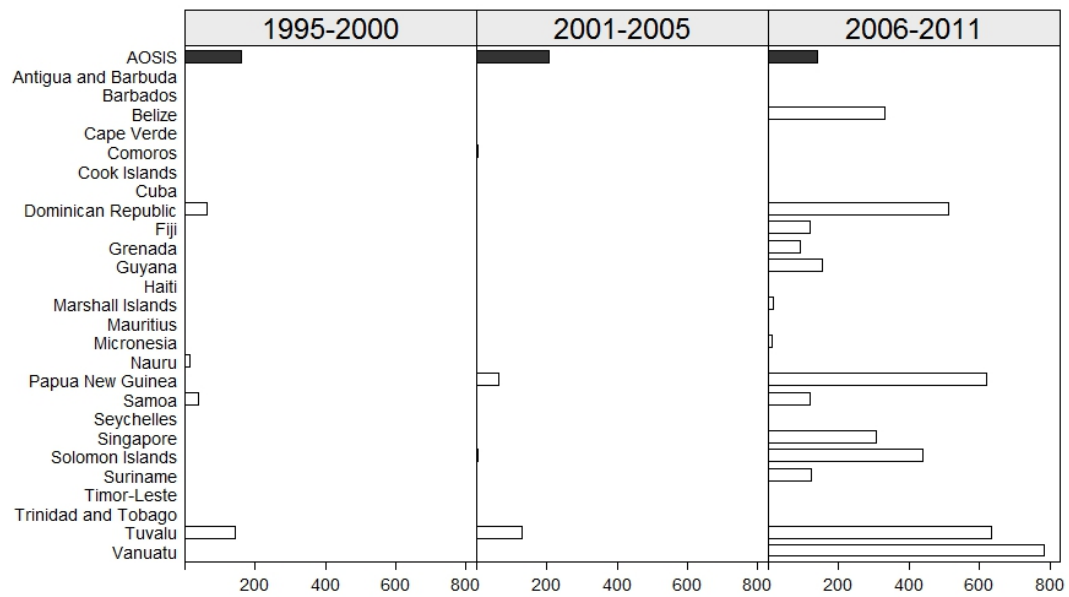 1995-2000 2001-2005 2006-2011
AOSIS
Antigua and Barbuda
Barbados
Belize
Cape Verde
Comoros
Cook Islands
Cuba
Dominican Republic
Fiji
Grenada
Guyana
Haiti
Marshall Islands
Mauritius
Micronesia
Nauru
Papua New Guinea
Samoa
Seychelles
Singapore
Solomon Islands
Suriname
Timor-Leste
Trinidad and Tobago
Tuvalu
Vanuatu
200 400 600 800 200 400 600 800 200 400 600 800